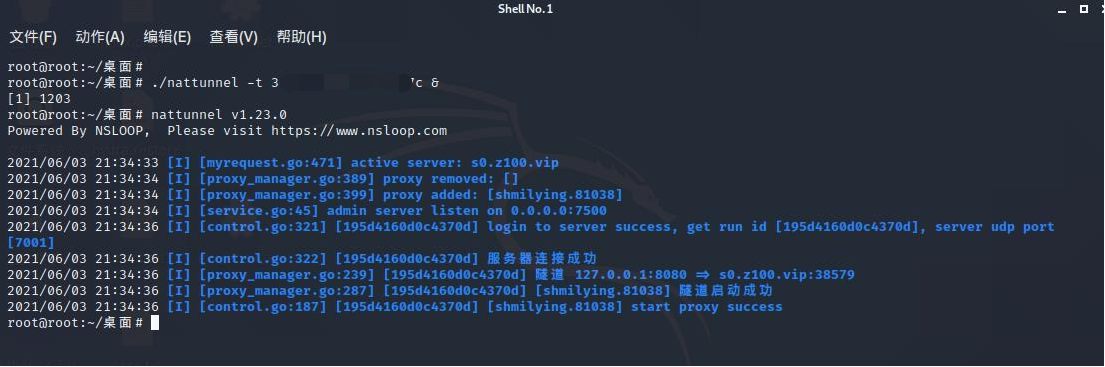 Shell No. 1
文件(F) 动作(A) 编辑(E) 查看(V) 帮助(H)
root@root:~/桌面#
root@root:~/桌面# ./nattunnel -t 3 7c &
[1] 1203
root@root:~/桌面# nattunnel v1.23.0
Powered By NSLOOP, Please visit https://www.nsloop.com
2021/06/03 21:34:33 [I] [myrequest.go:471] active server: s0.z100.vip
2021/06/03 21:34:34 [I] [proxy_manager.go:389] proxy removed: []
2021/06/03 21:34:34 [I] [proxy_manager.go:399] proxy added: [shmilying.81038]
2021/06/03 21:34:34 [I] [service.go:45] admin server listen on 0.0.0.0:7500
2021/06/03 21:34:36 [I] [control.go:321] [195d4160d0c4370d] login to server success, get run id [195d4160d0c4370d], server udp port
[7001]
2021/06/03 21:34:36 [I] [control.go:322] [195d4160d0c4370d] 服务器连接成功
2021/06/03 21:34:36 [I] [proxy_manager.go:239] [195d4160d0c4370d] 隧道 127.0.0.1:8080 => s0.z100.vip:38579
2021/06/03 21:34:36 [I] [proxy_manager.go:287] [195d4160d0c4370d] [shmilying.81038] 隧道启动成功
2021/06/03 21:34:36 [I] [control.go:187] [195d4160d0c4370d] [shmilying.81038] start proxy success
root@root:~/桌面#